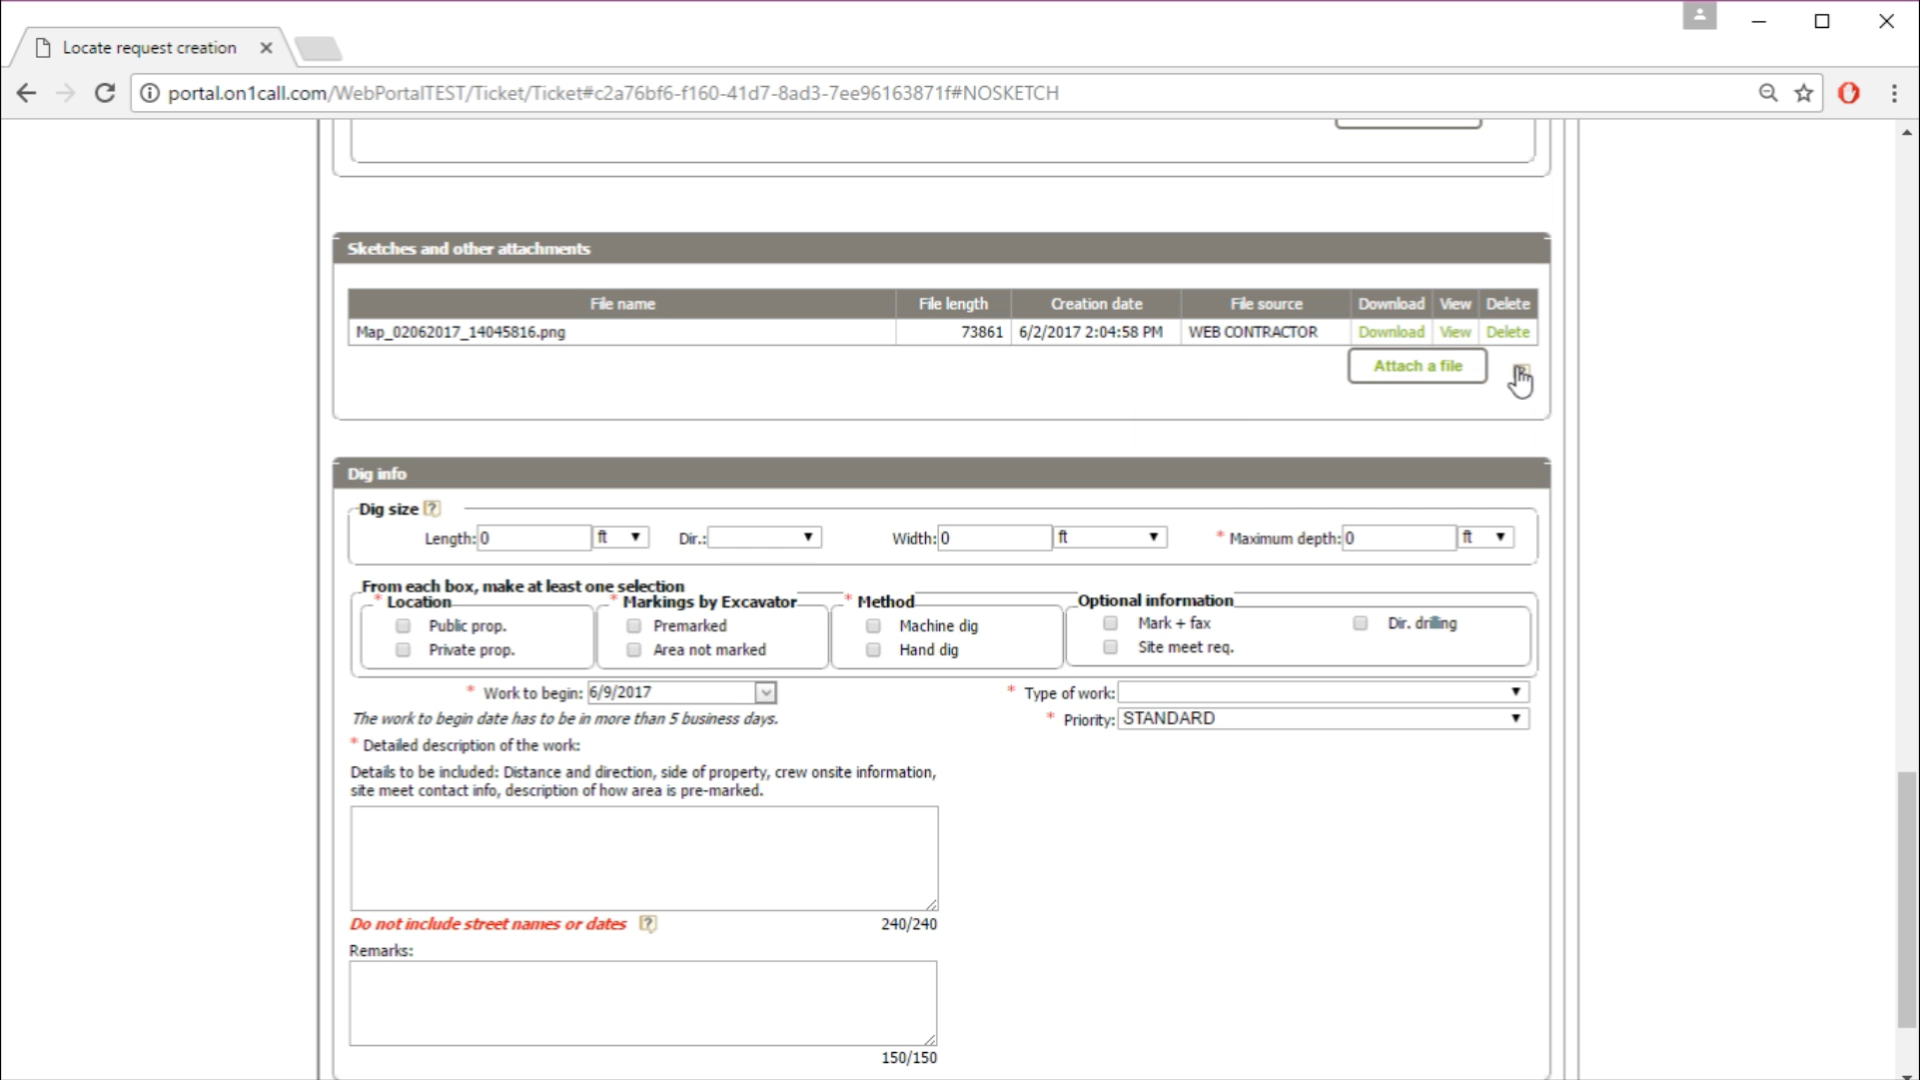 Locate request creation
portal.on1call.com/WebPortalTEST/Ticket/Ticket#c2a76bf6-f160-41d7-8ad3-7ee96163871f#NOSKETCH
Sketches and other attachments
File name File length Creation date File source Download View Delete
Map_02062017_14045816.png 73861 6/2/2017 2:04:58 PM WEB CONTRACTOR Download View Delete
Attach a file
Dig info
Dig size ?
Length: 0 ft Dir.: Width: 0 ft * Maximum depth: 0 ft
From each box, make at least one selection
* Location * Markings by Excavator * Method Optional information
Public prop. Premarked Machine dig Mark + fax Dir. drilling
Private prop. Area not marked Hand dig Site meet req.
* Work to begin: 6/9/2017 * Type of work:
The work to begin date has to be in more than 5 business days. * Priority: STANDARD
* Detailed description of the work:
Details to be included: Distance and direction, side of property, crew onsite information,
site meet contact info, description of how area is pre-marked.
Do not include street names or dates ? 240/240
Remarks:
150/150